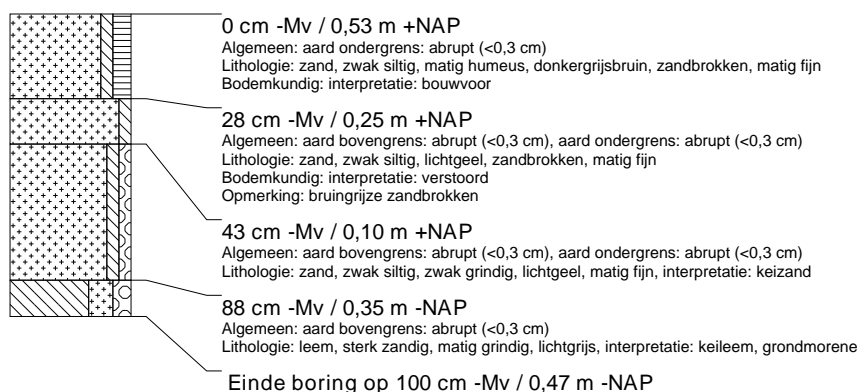 0 cm -Mv / 0,53 m +NAP
Algemeen: aard ondergrens: abrupt (<0,3 cm)
Lithologie: zand, zwak siltig, matig humeus, donkergrijsbruin, zandbrokken, matig fijn
Bodemkundig: interpretatie: bouwvoor
28 cm -Mv / 0,25 m +NAP
Algemeen: aard bovengrens: abrupt (<0,3 cm), aard ondergrens: abrupt (<0,3 cm)
Lithologie: zand, zwak siltig, lichtgeel, zandbrokken, matig fijn
Bodemkundig: interpretatie: verstoord
Opmerking: bruingrijze zandbrokken
43 cm -Mv / 0,10 m +NAP
Algemeen: aard bovengrens: abrupt (<0,3 cm), aard ondergrens: abrupt (<0,3 cm)
Lithologie: zand, zwak siltig, zwak grindig, lichtgeel, matig fijn, interpretatie: keizand
88 cm -Mv / 0,35 m -NAP
Algemeen: aard bovengrens: abrupt (<0,3 cm)
Lithologie: leem, sterk zandig, matig grindig, lichtgrijs, interpretatie: keileem, grondmorene
Einde boring op 100 cm -Mv / 0,47 m -NAP